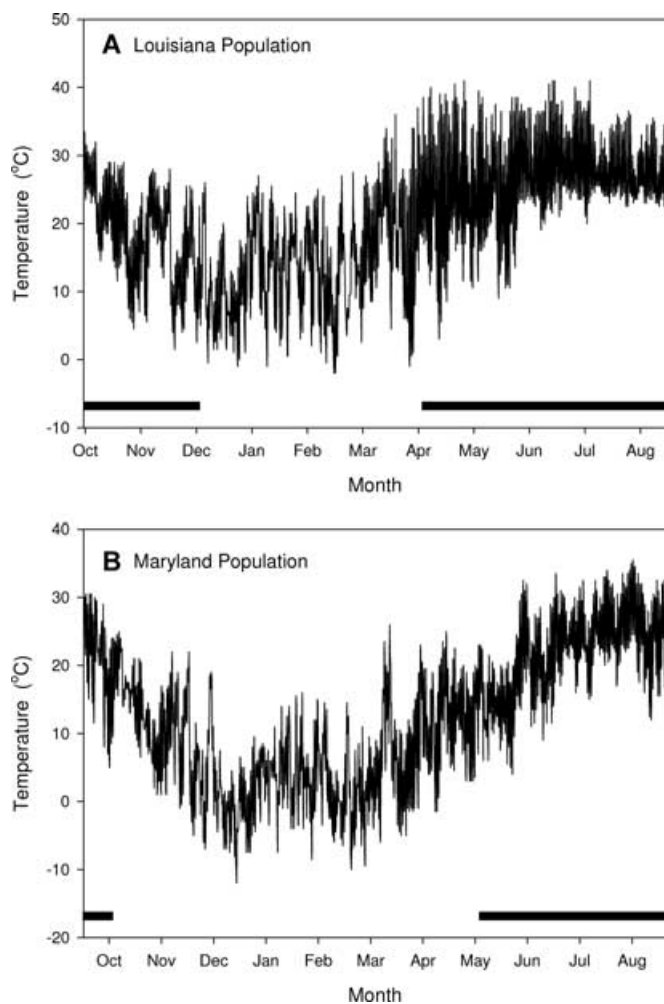 50
A Louisiana Population
40
30
20
10
0
-10
Temperature (°C)
Oct Nov Dec Jan Feb Mar Apr May Jun Jul Aug
Month
40
B Maryland Population
30
20
10
0
-10
-20
Temperature (°C)
Oct Nov Dec Jan Feb Mar Apr May Jun Jul Aug
Month